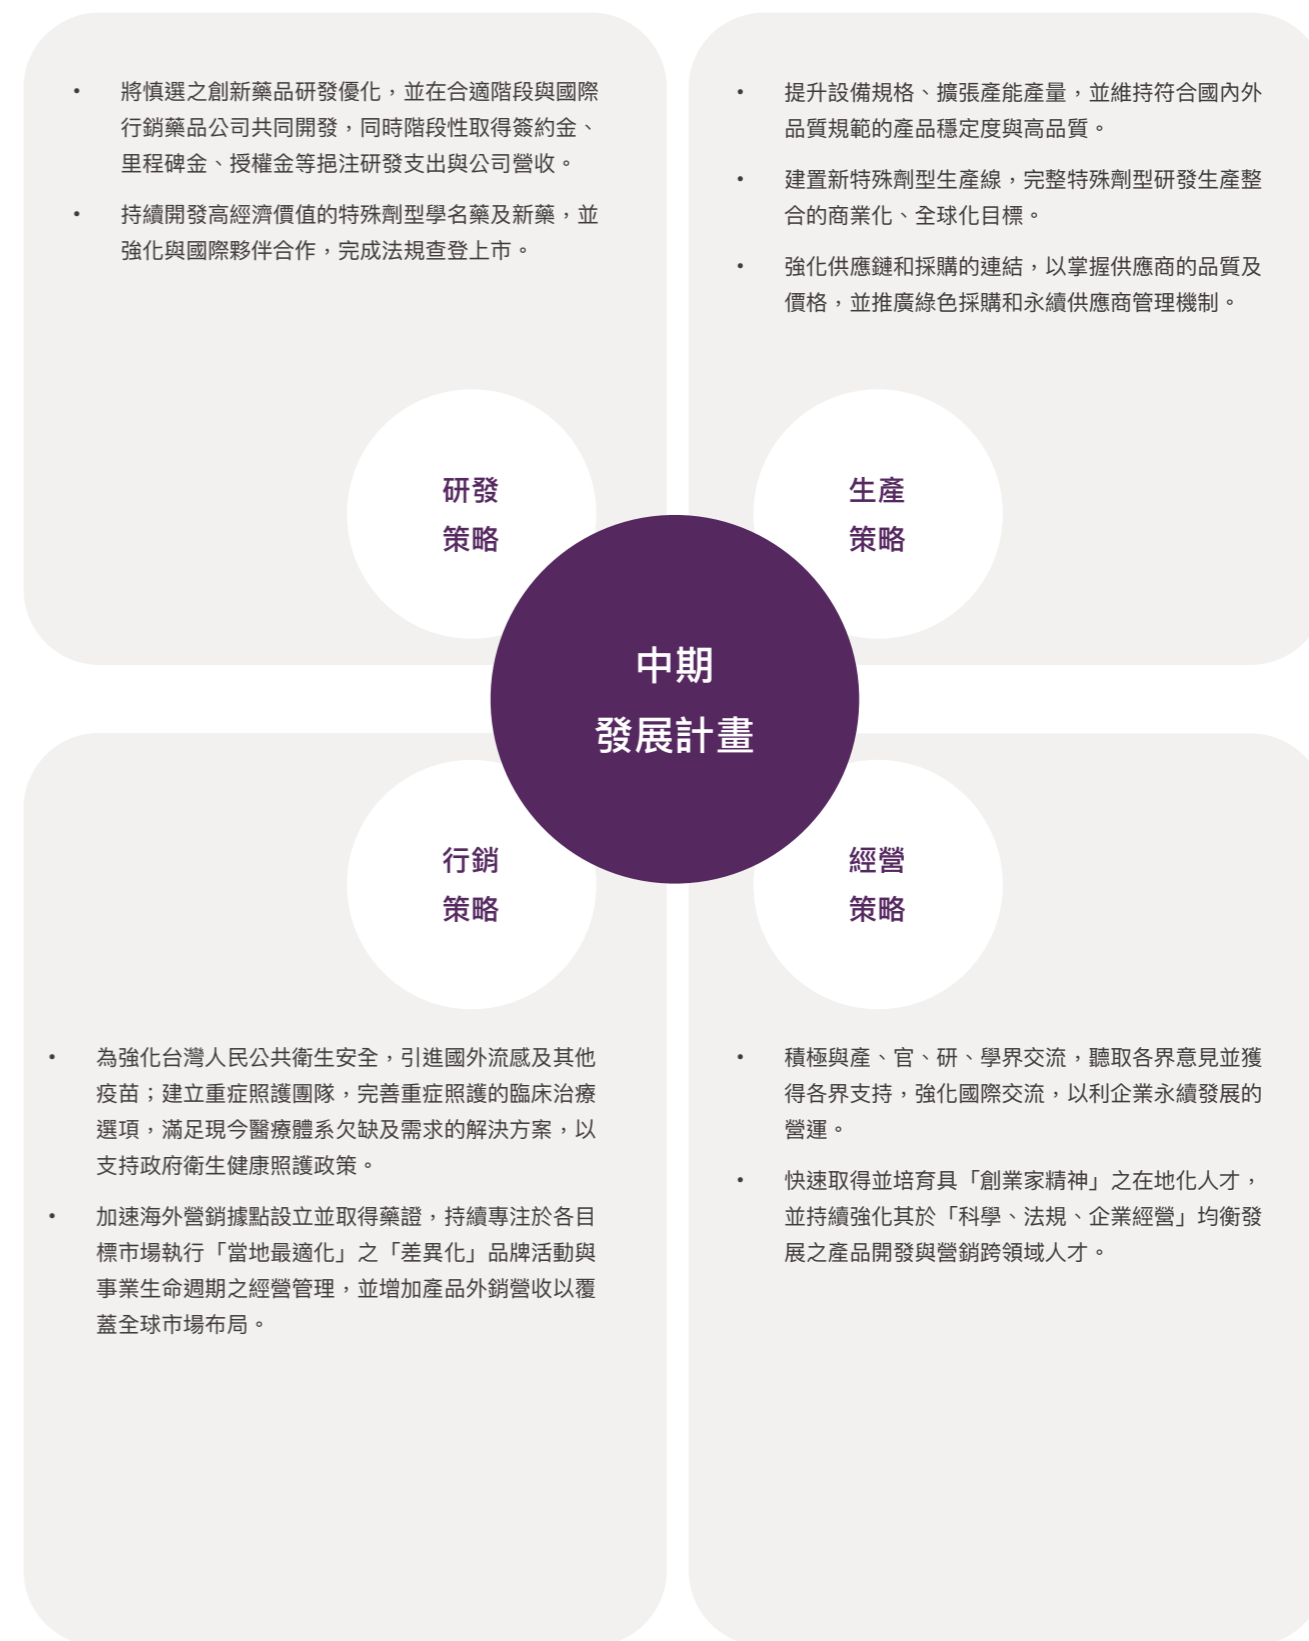 • 將慎選之創新藥品研發優化，並在合適階段與國際
行銷藥品公司共同開發，同時階段性取得簽約金、
里程碑金、授權金等挹注研發支出與公司營收。
• 持續開發高經濟價值的特殊劑型學名藥及新藥，並
強化與國際夥伴合作，完成法規查登上市。
• 提升設備規格、擴張產能產量，並維持符合國內外
品質規範的產品穩定度與高品質。
• 建置新特殊劑型生產線，完整特殊劑型研發生產整
合的商業化、全球化目標。
• 強化供應鏈和採購的連結，以掌握供應商的品質及
價格，並推廣綠色採購和永續供應商管理機制。
研發
策略
生產
策略
中期
發展計畫
行銷
策略
經營
策略
• 為強化台灣人民公共衛生安全，引進國外流感及其他
疫苗；建立重症照護團隊，完善重症照護的臨床治療
選項，滿足現今醫療體系欠缺及需求的解決方案，以
支持政府衛生健康照護政策。
• 加速海外營銷據點設立並取得藥證，持續專注於各目
標市場執行「當地最適化」之「差異化」品牌活動與
事業生命週期之經營管理，並增加產品外銷營收以覆
蓋全球市場布局。
• 積極與產、官、研、學界交流，聽取各界意見並獲
得各界支持，強化國際交流，以利企業永續發展的
營運。
• 快速取得並培育具「創業家精神」之在地化人才，
並持續強化其於「科學、法規、企業經營」均衡發
展之產品開發與營銷跨領域人才。